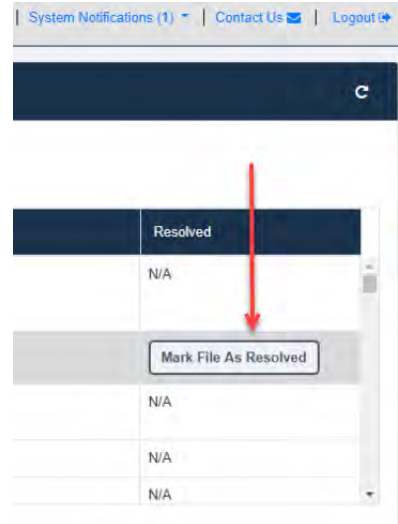 | System Notifications (1) | Contact Us | Logout
Resolved
N/A
Mark File As Resolved
N/A
N/A
N/A